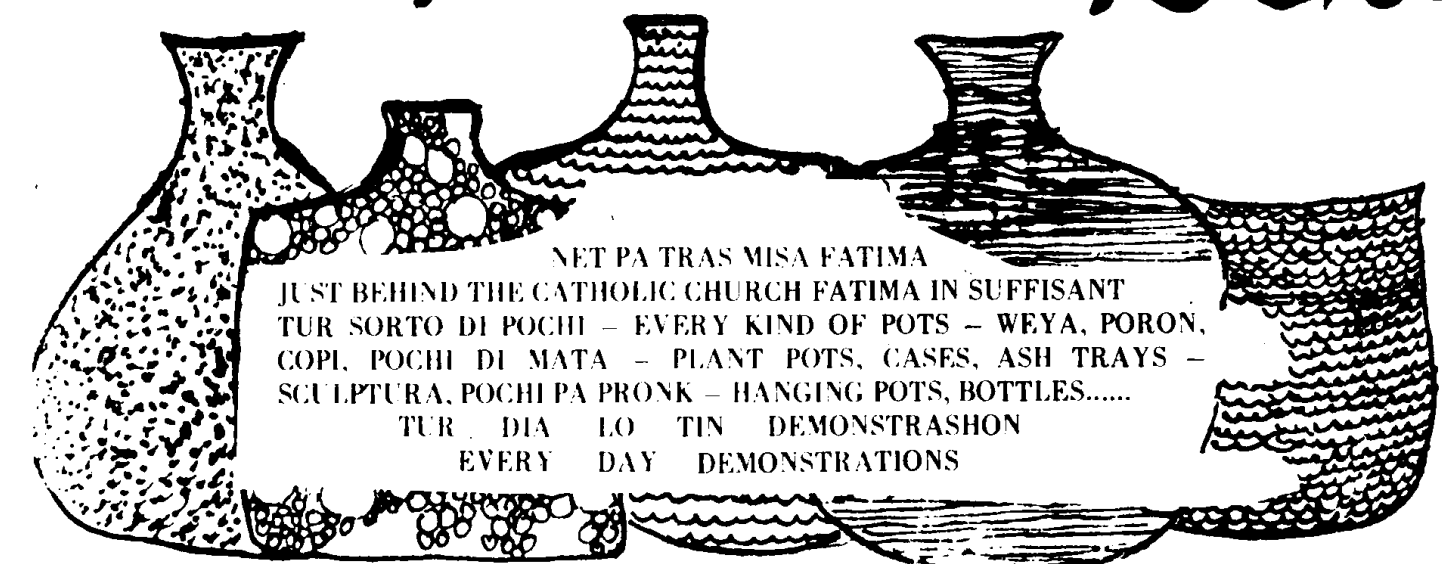 NET PA TRAS MISA FATIMA
JUST BEHIND THE CATHOLIC CHURCH FATIMA IN SUFFISANT
TUR SORTO DI POCHI – EVERY KIND OF POTS – WEYA, PORON,
COPI, POCHI DI MATA – PLANT POTS, CASES, ASH TRAYS –
SCULPTURA, POCHI PA PRONK – HANGING POTS, BOTTLES......
TUR DIA LO TIN DEMONSTRASHON
EVERY DAY DEMONSTRATIONS